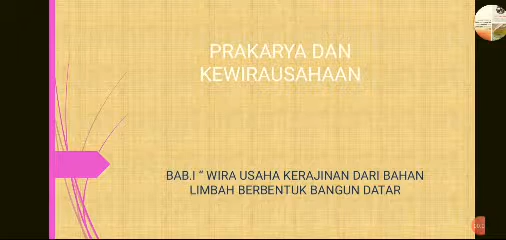 PRAKARYA DAN
KEWIRAUSAHAAN
BAB.I “ WIRA USAHA KERAJINAN DARI BAHAN
LIMBAH BERBENTUK BANGUN DATAR